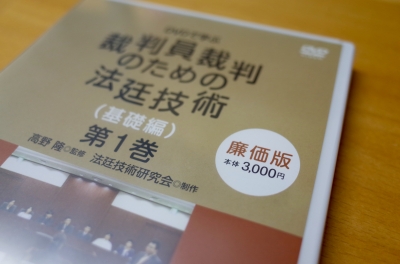 DVDで学ぶ
裁判員裁判
のための
法廷技術
(基礎編)
第1巻
高野 隆◎監修 法廷技術研究会◎制作
廉価版
本体3,000円